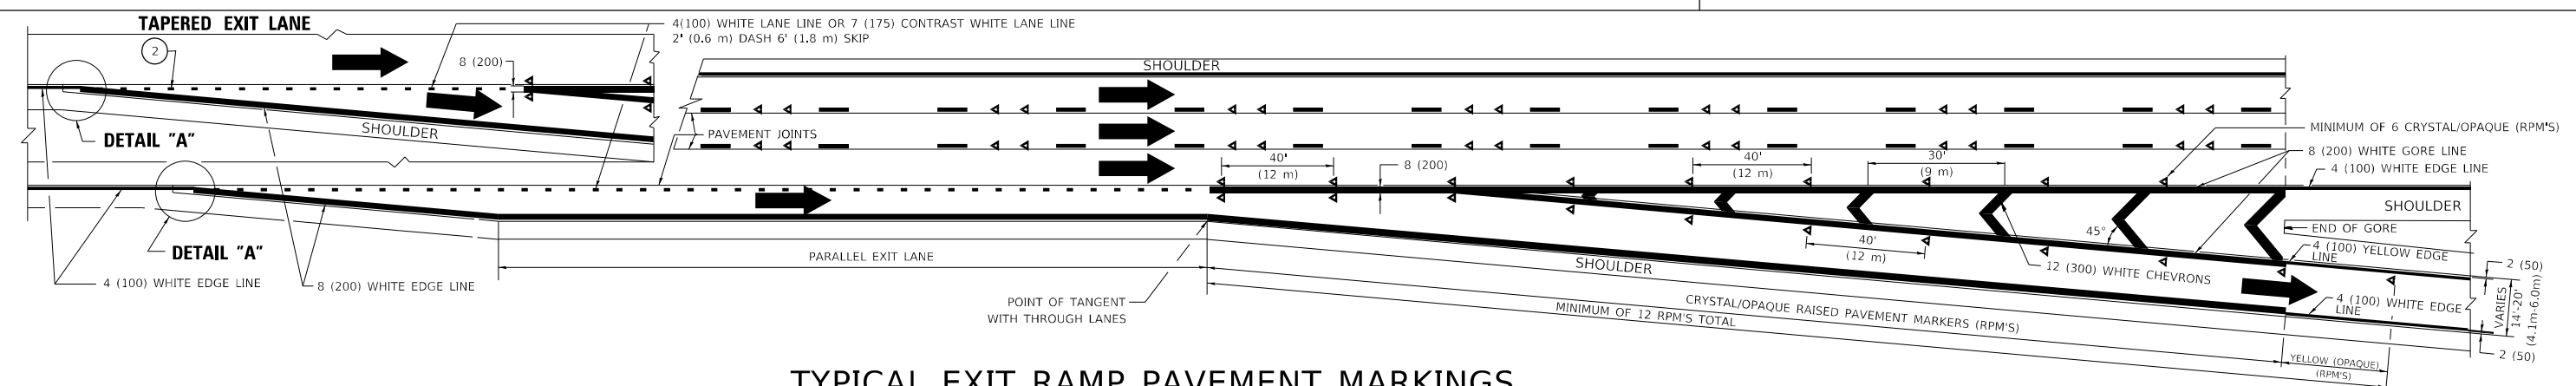 TAPERED EXIT LANE
2
4(100) WHITE LANE LINE OR 7 (175) CONTRAST WHITE LANE LINE
2' (0.6 m) DASH 6' (1.8 m) SKIP
8 (200)
SHOULDER
DETAIL "A"
SHOULDER
PAVEMENT JOINTS
MINIMUM OF 6 CRYSTAL/OPAQUE (RPM'S)
8 (200) WHITE GORE LINE
4 (100) WHITE EDGE LINE
40'
(12 m)
8 (200)
40'
(12 m)
30'
(9 m)
SHOULDER
END OF GORE
45°
DETAIL "A"
PARALLEL EXIT LANE
40'
(12 m)
SHOULDER
12 (300) WHITE CHEVRONS
4 (100) YELLOW EDGE
LINE
2 (50)
4 (100) WHITE EDGE LINE
8 (200) WHITE EDGE LINE
POINT OF TANGENT
WITH THROUGH LANES
CRYSTAL/OPAQUE RAISED PAVEMENT MARKERS (RPM'S)
MINIMUM OF 12 RPM'S TOTAL
4 (100) WHITE EDGE
LINE
VARIES
14'-20'
(4.1m-6.0m)
2 (50)
YELLOW (OPAQUE)
(RPM'S)
TYPICAL EXIT RAMP PAVEMENT MARKINGS